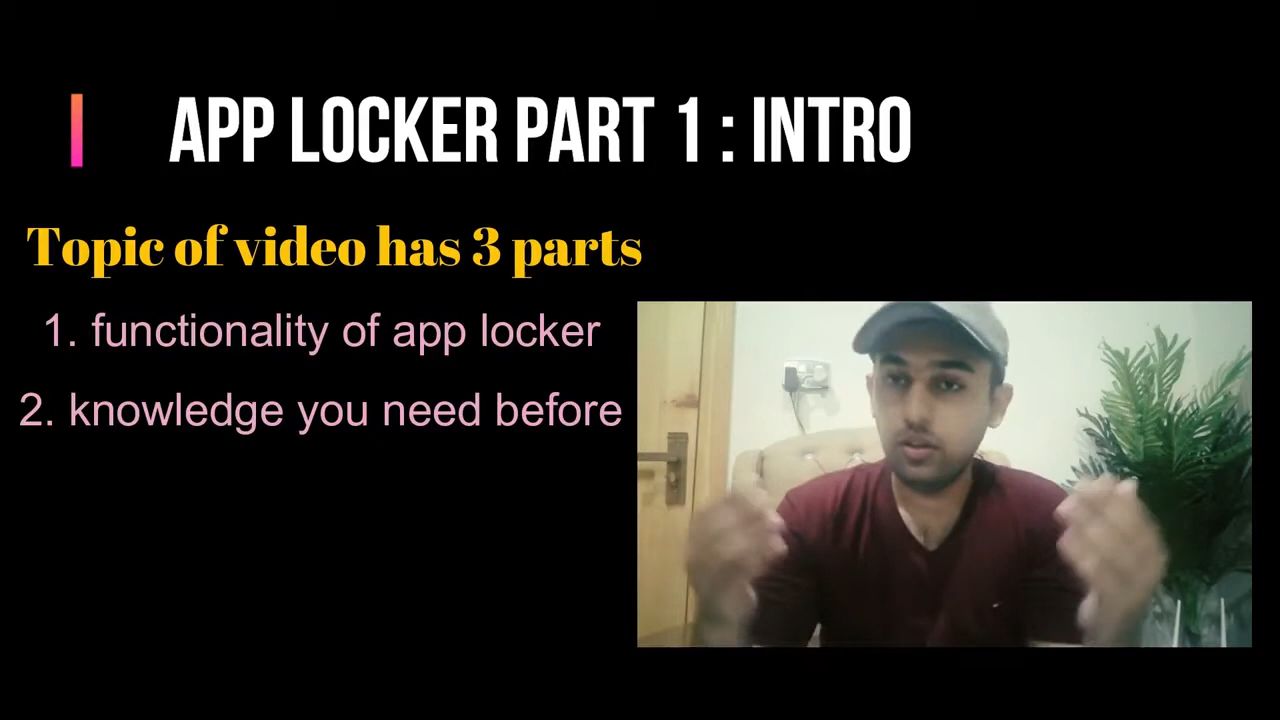 APP LOCKER PART 1 : INTRO
Topic of video has 3 parts
1. functionality of app locker
2. knowledge you need before